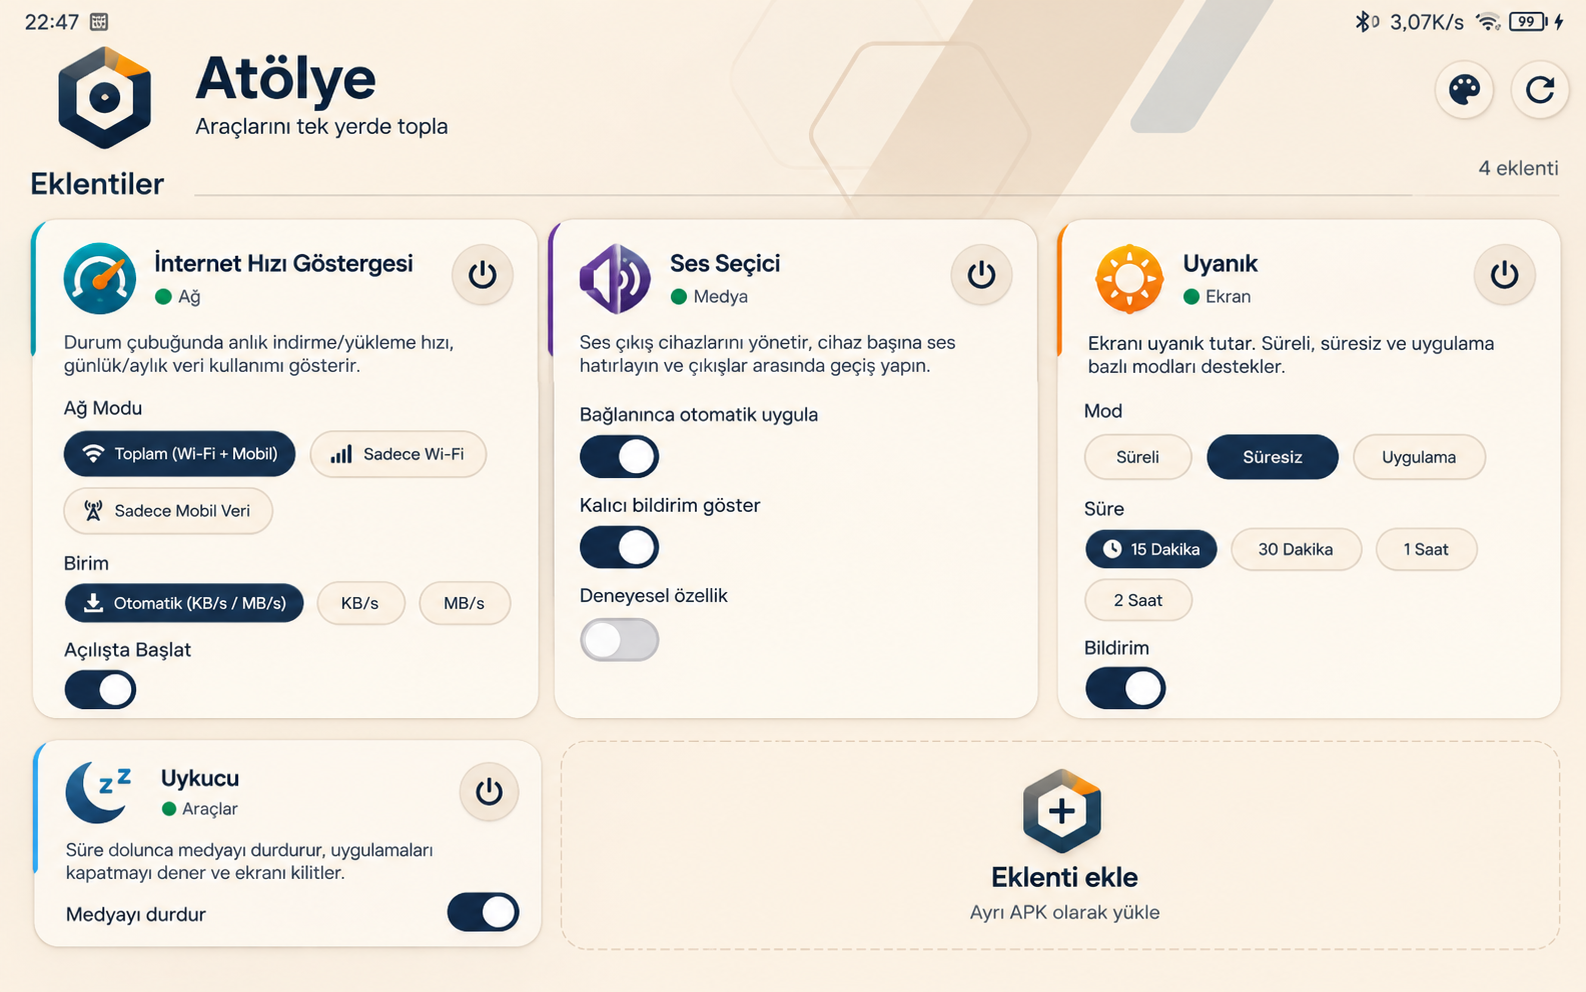 22:47
3,07K/s
99
Atölye
Araçlarını tek yerde topla
Eklentiler
4 eklenti
İnternet Hızı Göstergesi
Ağ
Durum çubuğunda anlık indirme/yükleme hızı,
günlük/aylık veri kullanımı gösterir.
Ağ Modu
Toplam (Wi-Fi + Mobil)
Sadece Wi-Fi
Sadece Mobil Veri
Birim
Otomatik (KB/s / MB/s)
KB/s
MB/s
Açılışta Başlat
Ses Seçici
Medya
Ses çıkış cihazlarını yönetir, cihaz başına ses
hatırlayın ve çıkışlar arasında geçiş yapın.
Bağlanınca otomatik uygula
Kalıcı bildirim göster
Deneyesel özellik
Uyanık
Ekran
Ekranı uyanık tutar. Süreli, süresiz ve uygulama
bazlı modları destekler.
Mod
Süreli
Süresiz
Uygulama
Süre
15 Dakika
30 Dakika
1 Saat
2 Saat
Bildirim
z z
Uykucu
Araçlar
Süre dolunca medyayı durdurur, uygulamaları
kapatmayı dener ve ekranı kilitler.
Medyayı durdur
Eklenti ekle
Ayrı APK olarak yükle